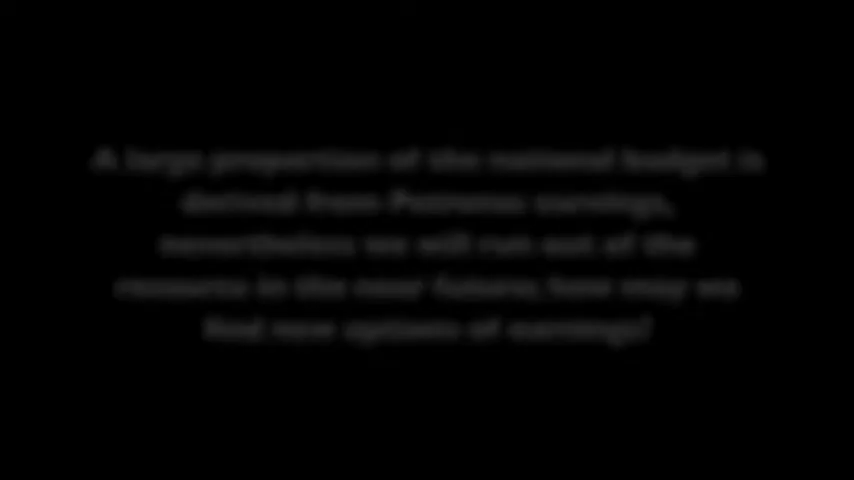 A large proportion of the national budget is
derived from Petronas earnings,
nevertheless we will run out of the
resource in the near future; how may we
find new options of earnings?